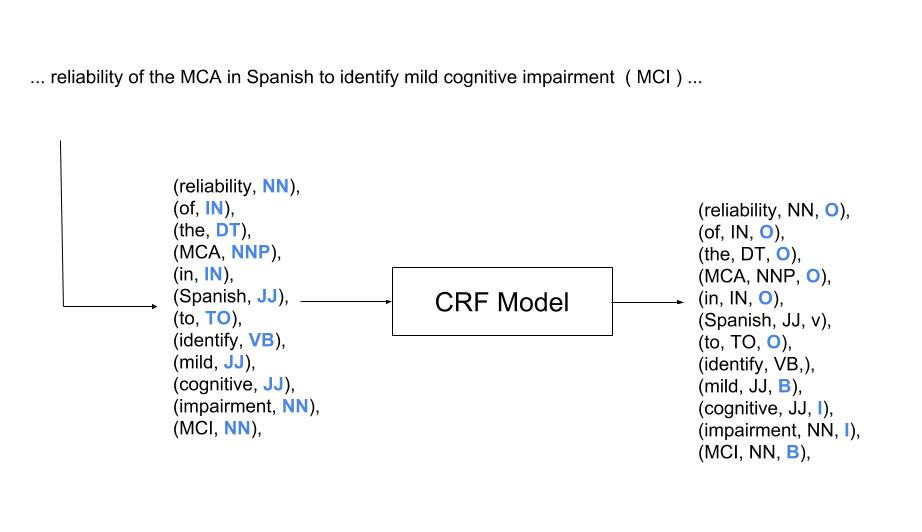 ... reliability of the MCA in Spanish to identify mild cognitive impairment ( MCI ) ...
(reliability, NN),
(of, IN),
(the, DT),
(MCA, NNP),
(in, IN),
(Spanish, JJ),
(to, TO),
(identify, VB),
(mild, JJ),
(cognitive, JJ),
(impairment, NN),
(MCI, NN),
CRF Model
(reliability, NN, O),
(of, IN, O),
(the, DT, O),
(MCA, NNP, O),
(in, IN, O),
(Spanish, JJ, v),
(to, TO, O),
(identify, VB,),
(mild, JJ, B),
(cognitive, JJ, I),
(impairment, NN, I),
(MCI, NN, B),